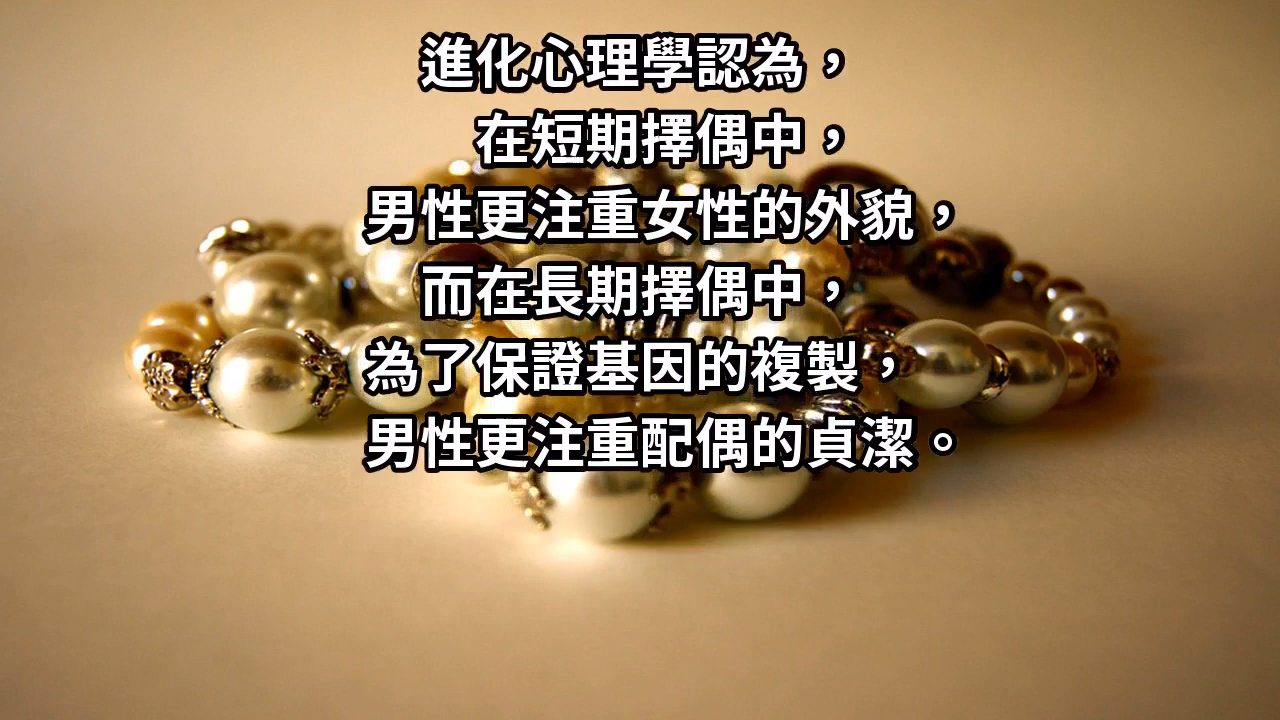 進化心理學認為，
在短期擇偶中，
男性更注重女性的外貌，
而在長期擇偶中，
為了保證基因的複製，
男性更注重配偶的貞潔。